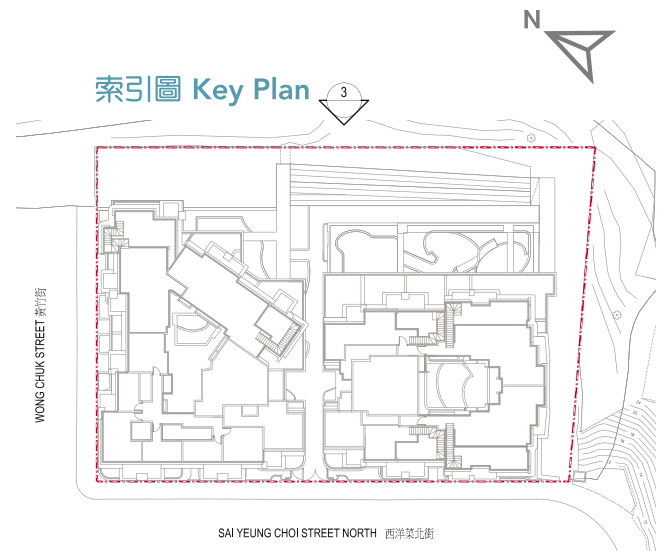 N
索引圖 Key Plan
3
WONG CHUK STREET 黃竹街
SAI YEUNG CHOI STREET NORTH 西洋菜北街